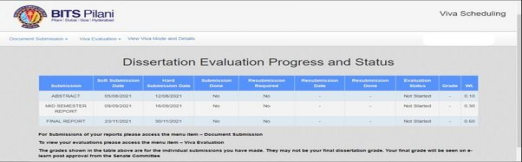 BITS Pilani
Pilani | Dubai | Goa | Hyderabad
Viva Scheduling
Document Submission Viva Evaluation View Viva Mode and Details
Dissertation Evaluation Progress and Status
Submission Soft Submission Date Hard Submission Date Submission Done Resubmission Required Resubmission Date Resubmission Done Evaluation Status Grade Wt.
ABSTRACT 05/08/2021 12/08/2021 No No - - Not Started - 0.10
MID SEMESTER REPORT 09/09/2021 16/09/2021 No No - - Not Started - 0.30
FINAL REPORT 23/11/2021 30/11/2021 No No - - Not Started - 0.60
For Submissions of your reports please access the menu item – Document Submission
To view your evaluations please access the menu item – Viva Evaluation
The grades shown in the table above are for the individual submissions you have made. They may not be your final dissertation grade. Your final grade will be seen on e-
learn post approval from the Senate Committee